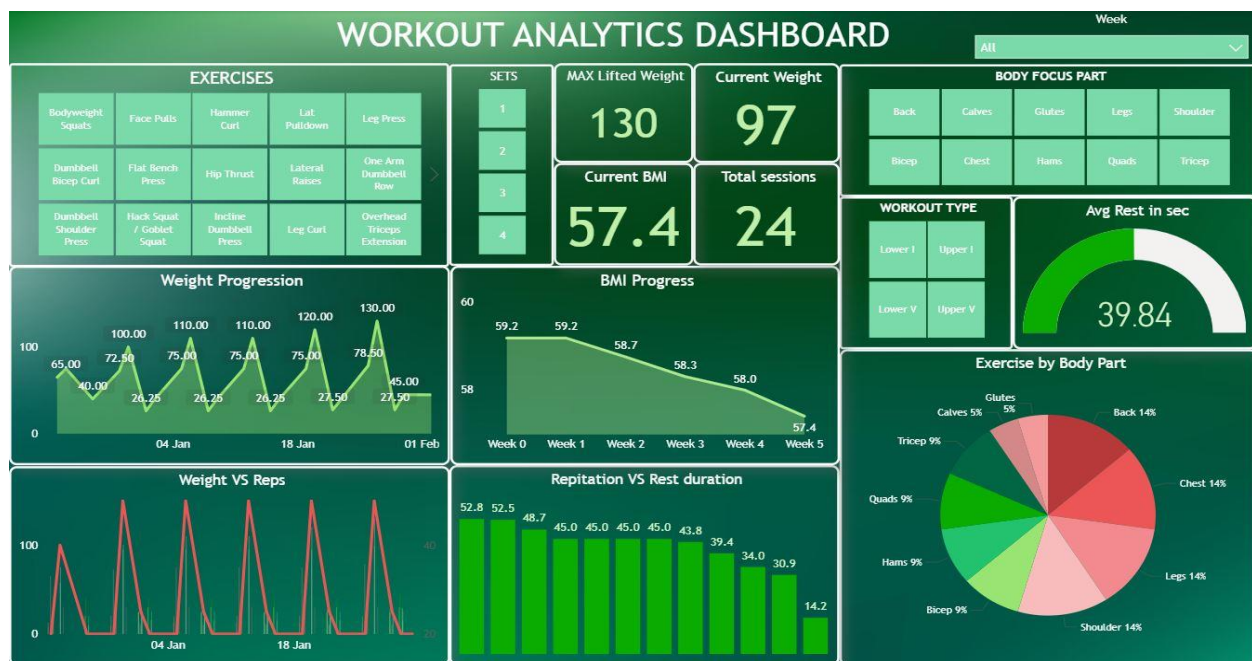 WORKOUT ANALYTICS DASHBOARD
Week
All
EXERCISES
Bodyweight
Squats
Face Pulls
Hammer
Curl
Lat
Pulldown
Leg Press
Dumbbell
Bicep Curl
Flat Bench
Press
Hip Thrust
Lateral
Raises
One Arm
Dumbbell
Row
Dumbbell
Shoulder
Press
Hack Squat
/ Goblet
Squat
Incline
Dumbbell
Press
Leg Curl
Overhead
Triceps
Extension
SETS
1
2
3
4
MAX Lifted Weight
130
Current Weight
97
Current BMI
57.4
Total sessions
24
BODY FOCUS PART
Back
Calves
Glutes
Legs
Shoulder
Bicep
Chest
Hams
Quads
Tricep
WORKOUT TYPE
Lower I
Upper I
Lower V
Upper V
Avg Rest in sec
39.84
Weight Progression
100
0
65.00
40.00
72.50
100.00
26.25
75.00
110.00
26.25
75.00
110.00
26.25
75.00
120.00
27.50
78.50
130.00
27.50
45.00
04 Jan
18 Jan
01 Feb
BMI Progress
60
58
59.2
59.2
58.7
58.3
58.0
57.4
Week 0
Week 1
Week 2
Week 3
Week 4
Week 5
Weight VS Reps
100
0
40
20
04 Jan
18 Jan
Repitation VS Rest duration
52.8
52.5
48.7
45.0
45.0
45.0
45.0
43.8
39.4
34.0
30.9
14.2
Exercise by Body Part
Back 14%
Chest 14%
Legs 14%
Shoulder 14%
Bicep 9%
Hams 9%
Quads 9%
Tricep 9%
Calves 5%
Glutes
5%